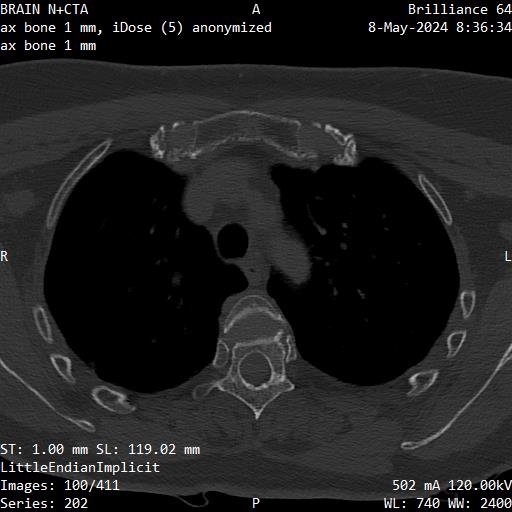 BRAIN N+CTA
ax bone 1 mm, iDose (5) anonymized
ax bone 1 mm
A
Brilliance 64
8-May-2024 8:36:34
R
L
ST: 1.00 mm SL: 119.02 mm
LittleEndianImplicit
Images: 100/411
Series: 202
P
502 mA 120.00kV
WL: 740 WW: 2400